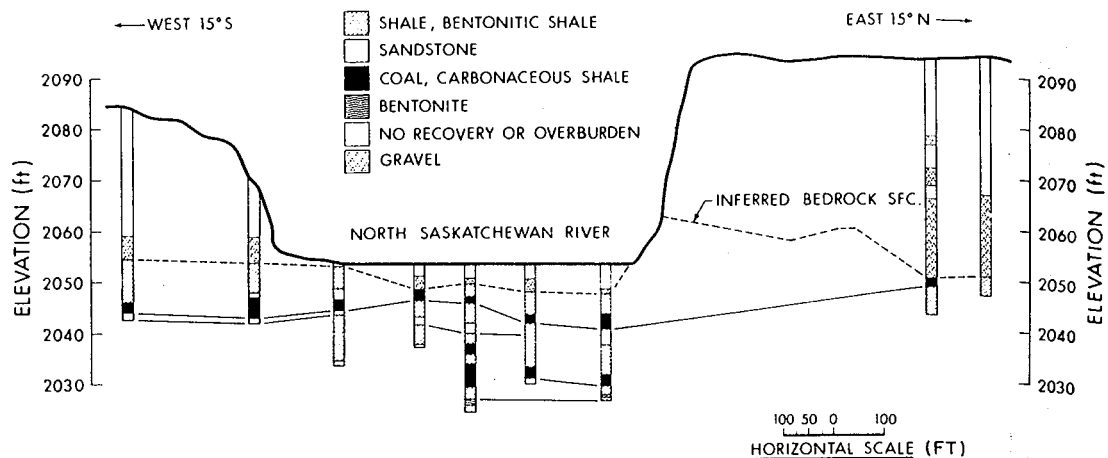 WEST 15°S
EAST 15°N
SHALE, BENTONITIC SHALE
SANDSTONE
COAL, CARBONACEOUS SHALE
BENTONITE
NO RECOVERY OR OVERBURDEN
GRAVEL
2090
2080
2070
2060
2050
2040
2030
ELEVATION (ft)
INFERRED BEDROCK SFC.
NORTH SASKATCHEWAN RIVER
2090
2080
2070
2060
2050
2040
2030
ELEVATION (ft)
100 50 0 100
HORIZONTAL SCALE (FT)